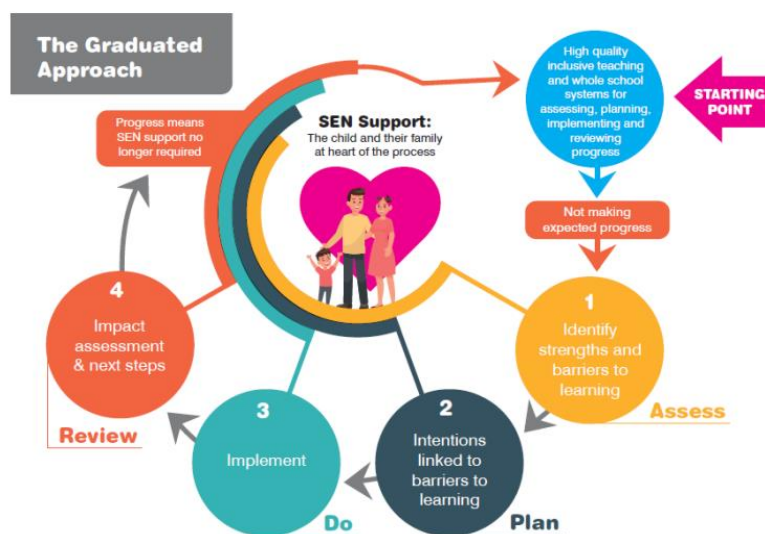 The Graduated
Approach
High quality
inclusive teaching
and whole school
systems for
assessing, planning,
implementing and
reviewing
progress
STARTING
POINT
SEN Support:
The child and their family
at heart of the process
Progress means
SEN support no
longer required
Not making
expected progress
1
Identify
strengths and
barriers to
learning
Assess
2
Intentions
linked to
barriers to
learning
Plan
3
Implement
Do
4
Impact
assessment
& next steps
Review